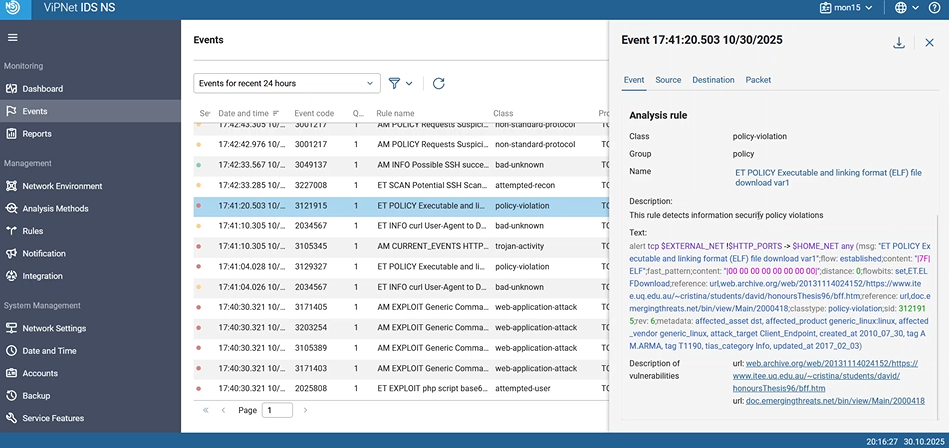 NS
ViPNet IDS NS
mon15
Monitoring
Dashboard
Events
Reports
Management
Network Environment
Analysis Methods
Rules
Notification
Integration
System Management
Network Settings
Date and Time
Accounts
Backup
Service Features
Events
Events for recent 24 hours
Se Date and time Event code Q... Rule name Class Pro
17:42:43.305 10/... 3001217 1 AM POLICY Requests Suspici... non-standard-protocol TC
17:42:42.976 10/... 3001217 1 AM POLICY Requests Suspici... non-standard-protocol TC
17:42:33.567 10/... 3049137 1 AM INFO Possible SSH succe... bad-unknown TC
17:42:33.285 10/... 3227008 1 ET SCAN Potential SSH Scan... attempted-recon TC
17:41:20.503 10/... 3121915 1 ET POLICY Executable and li... policy-violation TC
17:41:10.305 10/... 2034567 1 ET INFO curl User-Agent to D... bad-unknown TC
17:41:10.305 10/... 3105345 1 AM CURRENT_EVENTS HTTP... trojan-activity TC
17:41:04.028 10/... 3129327 1 ET POLICY Executable and li... policy-violation TC
17:41:04.026 10/... 2034567 1 ET INFO curl User-Agent to D... bad-unknown TC
17:40:30.321 10/... 3171405 1 AM EXPLOIT Generic Comma... web-application-attack TC
17:40:30.321 10/... 3203254 1 AM EXPLOIT Generic Comma... web-application-attack TC
17:40:30.321 10/... 3105389 1 AM EXPLOIT Generic Comma... web-application-attack TC
17:40:30.321 10/... 3171403 1 AM EXPLOIT Generic Comma... web-application-attack TC
17:40:30.321 10/... 2025808 1 ET EXPLOIT php script base6... attempted-user TC
Page 1
Event 17:41:20.503 10/30/2025
Event Source Destination Packet
Analysis rule
Class policy-violation
Group policy
Name ET POLICY Executable and linking format (ELF) file
download var1
Description:
This rule detects information security policy violations
Text:
alert tcp $EXTERNAL_NET !$HTTP_PORTS -> $HOME_NET any (msg: "ET POLICY Ex
ecutable and linking format (ELF) file download var1";flow: established;content: "|7F|
ELF";fast_pattern;content: "|00 00 00 00 00 00 00 00|";distance: 0;flowbits: set,ET.EL
FDownload;reference: url,web.archive.org/web/20131114024152/https://www.ite
e.uq.edu.au/~cristina/students/david/honoursThesis96/bff.htm;reference: url,doc.e
mergingthreats.net/bin/view/Main/2000418;classtype: policy-violation;sid: 312191
5;rev: 6;metadata: affected_asset dst, affected_product generic_linux:linux, affected
_vendor generic_linux, attack_target Client_Endpoint, created_at 2010_07_30, tag A
M.ARMA, tag T1190, tias_category Info, updated_at 2017_02_03)
Description of
vulnerabilities
url: web.archive.org/web/20131114024152/https://
www.itee.uq.edu.au/~cristina/students/david/
honoursThesis96/bff.htm
url: doc.emergingthreats.net/bin/view/Main/2000418
20:16:27 30.10.2025